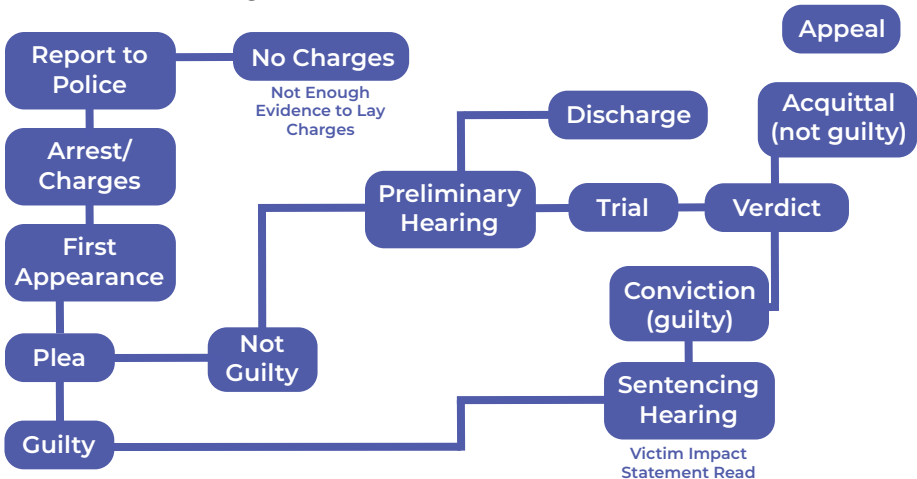 Appeal
Report to
Police
No Charges
Not Enough
Evidence to Lay
Charges
Arrest/
Charges
First
Appearance
Plea
Not
Guilty
Guilty
Preliminary
Hearing
Discharge
Trial
Verdict
Acquittal
(not guilty)
Conviction
(guilty)
Sentencing
Hearing
Victim Impact
Statement Read